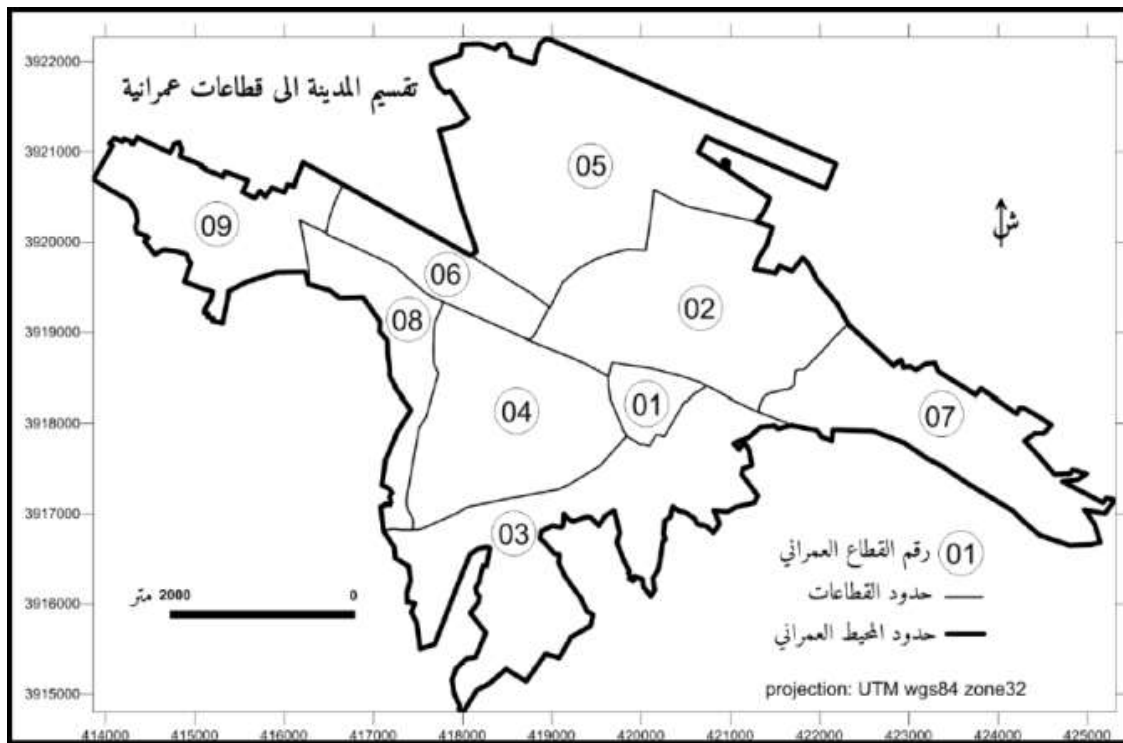 تقسيم المدينة الى قطاعات عمرانية
3922000
3921000
3920000
3919000
3918000
3917000
3916000
3915000
05
09
ش
06
02
08
01
04
07
03
01 رقم القطاع العمراني
حدود القطاعات
حدود المحيط العمراني
0 2000 متر
projection: UTM wgs84 zone32
414000 415000 416000 417000 418000 419000 420000 421000 422000 423000 424000 425000